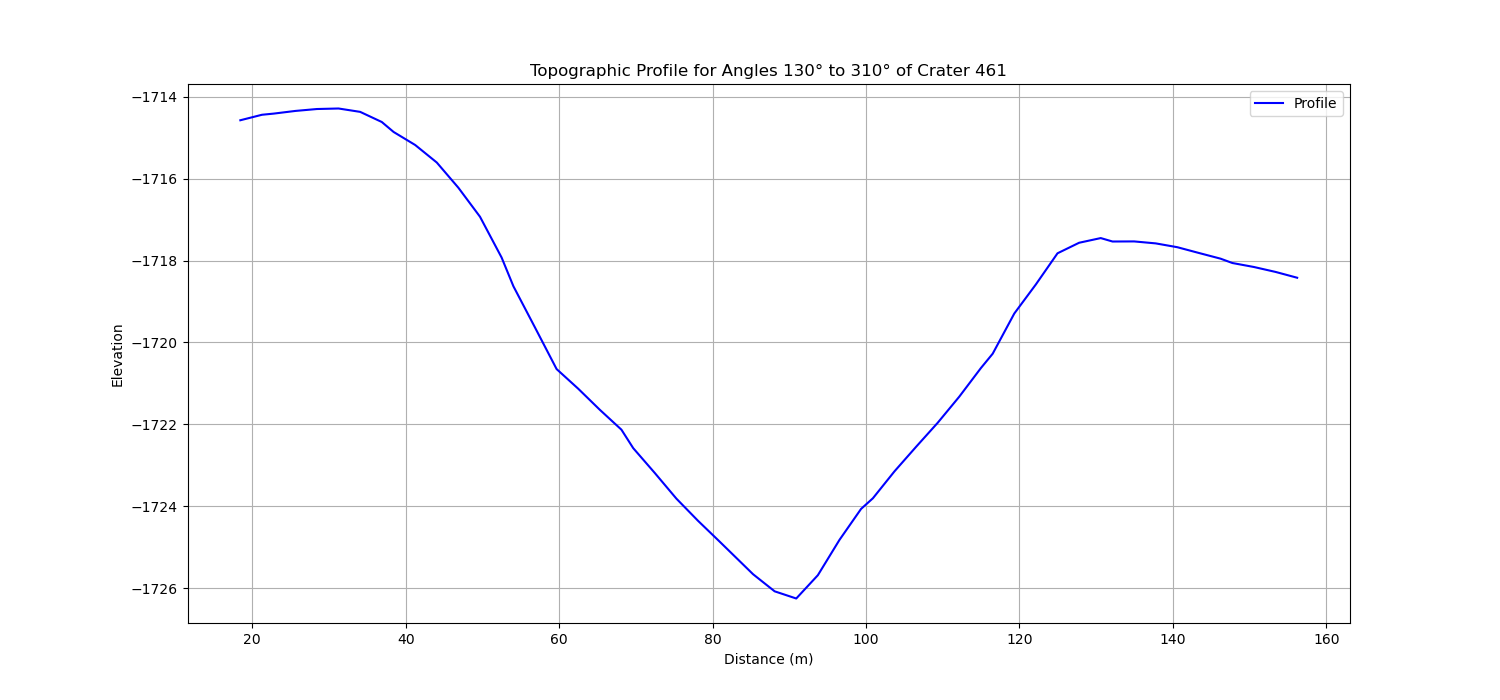 Topographic Profile for Angles 130° to 310° of Crater 461
Profile
Elevation
−1714
−1716
−1718
−1720
−1722
−1724
−1726
20 40 60 80 100 120 140 160
Distance (m)